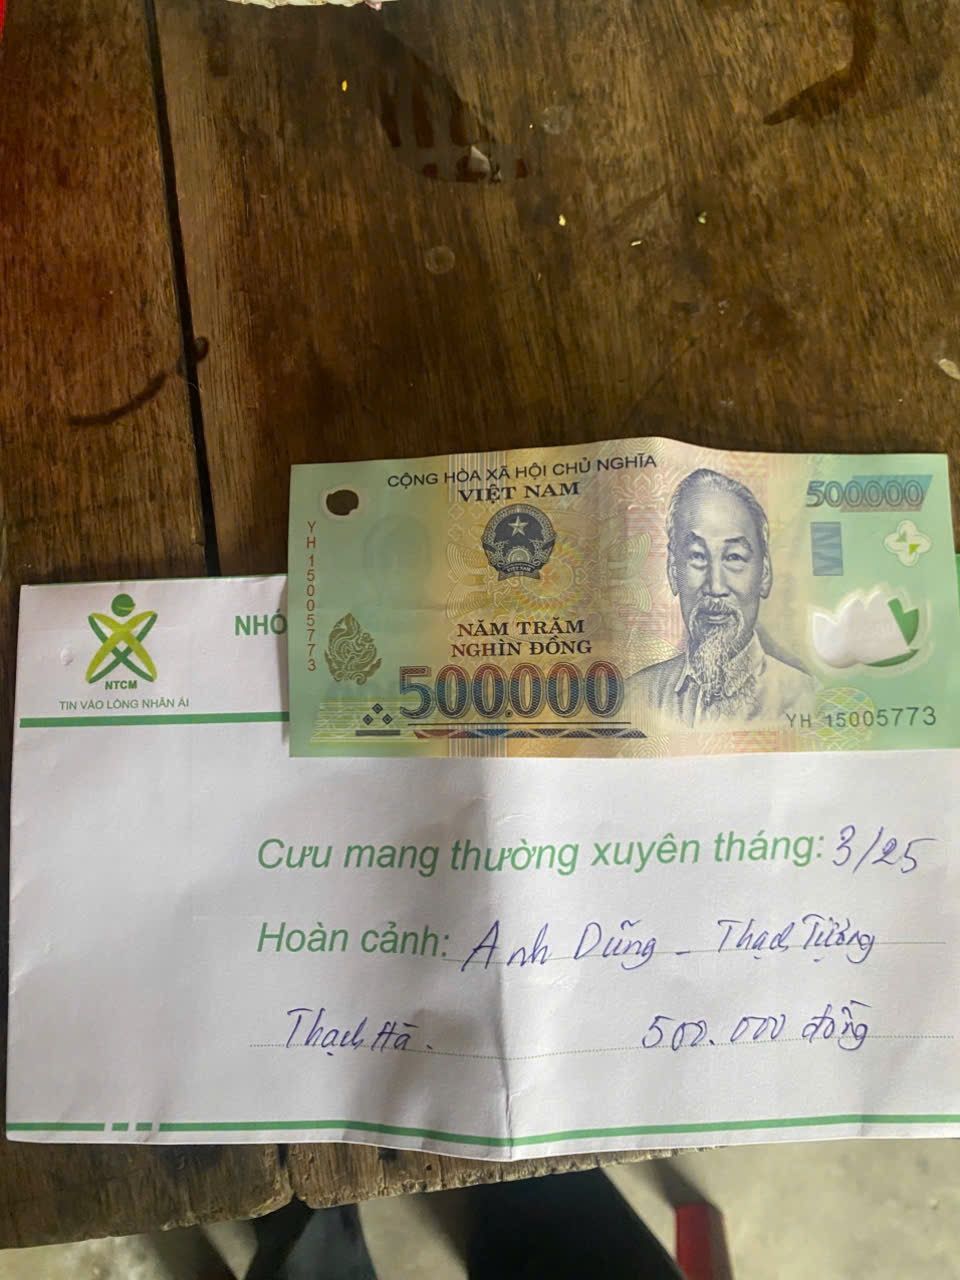 CỘNG HÒA XÃ HỘI CHỦ NGHĨA
VIỆT NAM
500000
YH 15005773
VIỆT NAM
NĂM TRĂM
NGHÌN ĐỒNG
500.000
YH 15005773
NHÓ
NTCM
TIN VÀO LÒNG NHÂN ÁI
Cưu mang thường xuyên tháng: 3/25
Hoàn cảnh: Anh Dũng - Thạch Tượng
Thạch Hà. 500.000 đồng